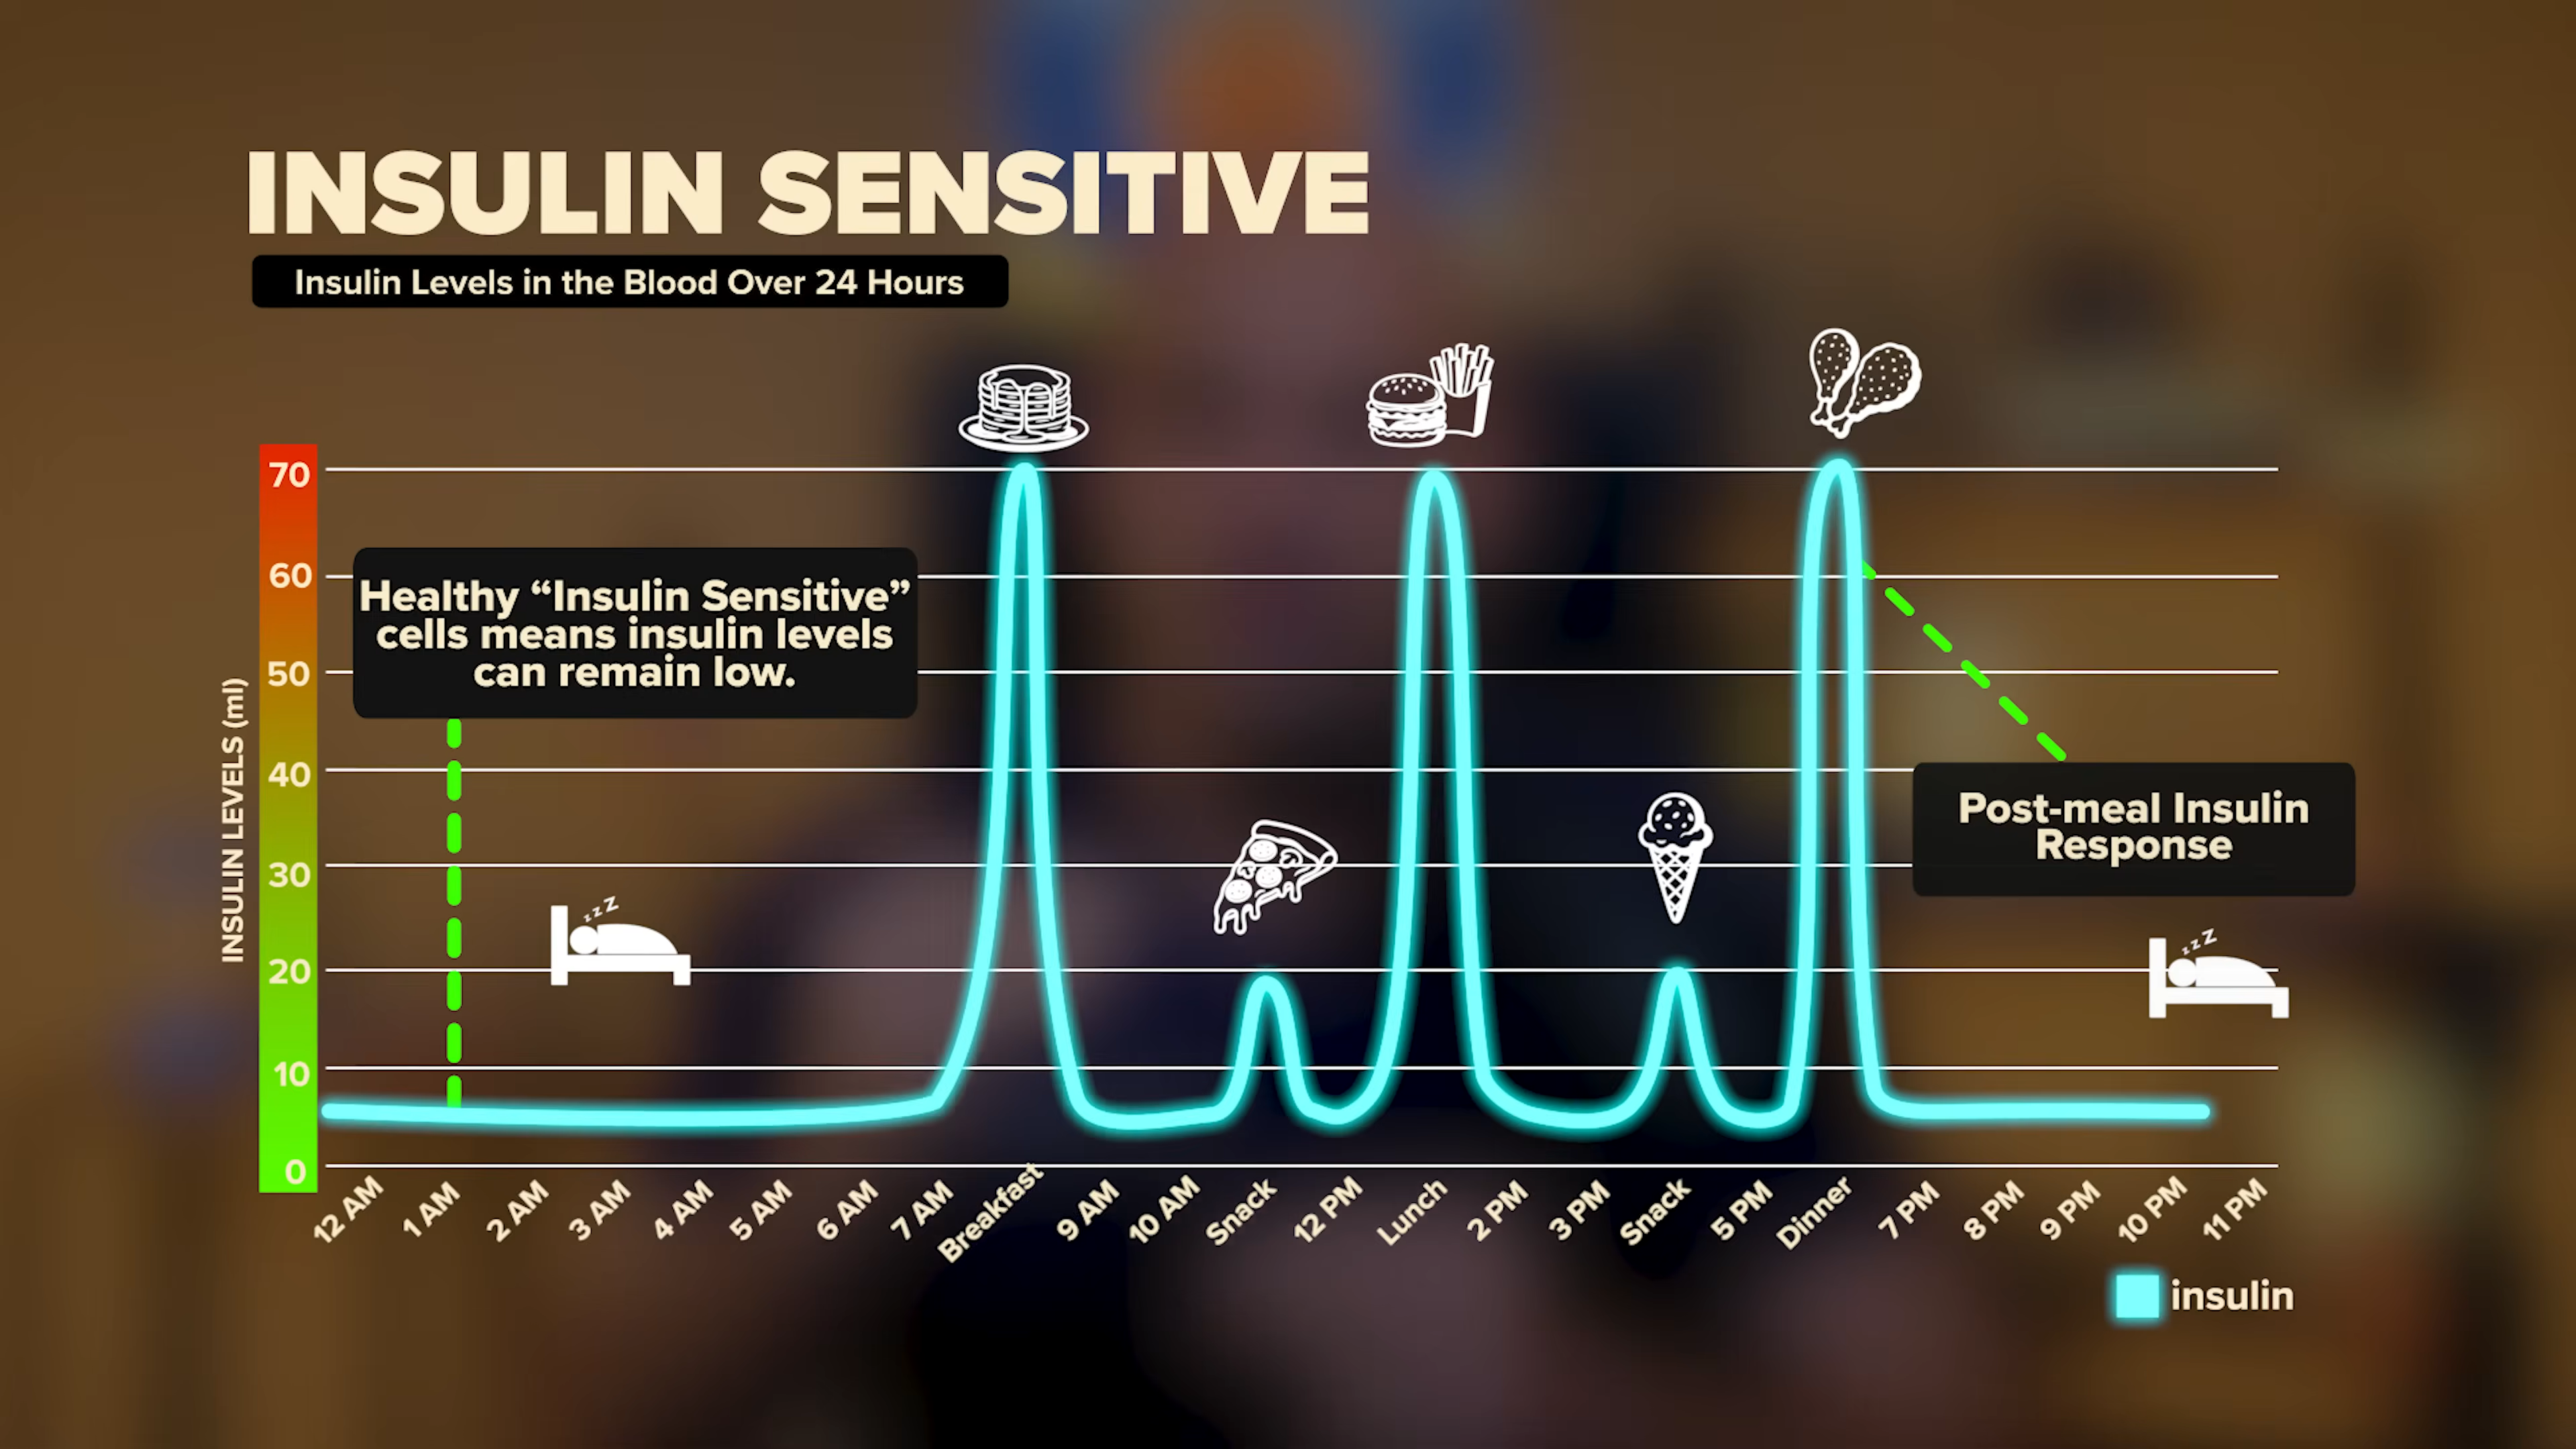 INSULIN SENSITIVE
Insulin Levels in the Blood Over 24 Hours
70
60
50
40
30
20
10
0
INSULIN LEVELS (ml)
Healthy “Insulin Sensitive”
cells means insulin levels
can remain low.
z z Z
Post-meal Insulin
Response
z z Z
12 AM
1 AM
2 AM
3 AM
4 AM
5 AM
6 AM
7 AM
Breakfast
9 AM
10 AM
Snack
12 PM
Lunch
2 PM
3 PM
Snack
5 PM
Dinner
7 PM
8 PM
9 PM
10 PM
11 PM
insulin